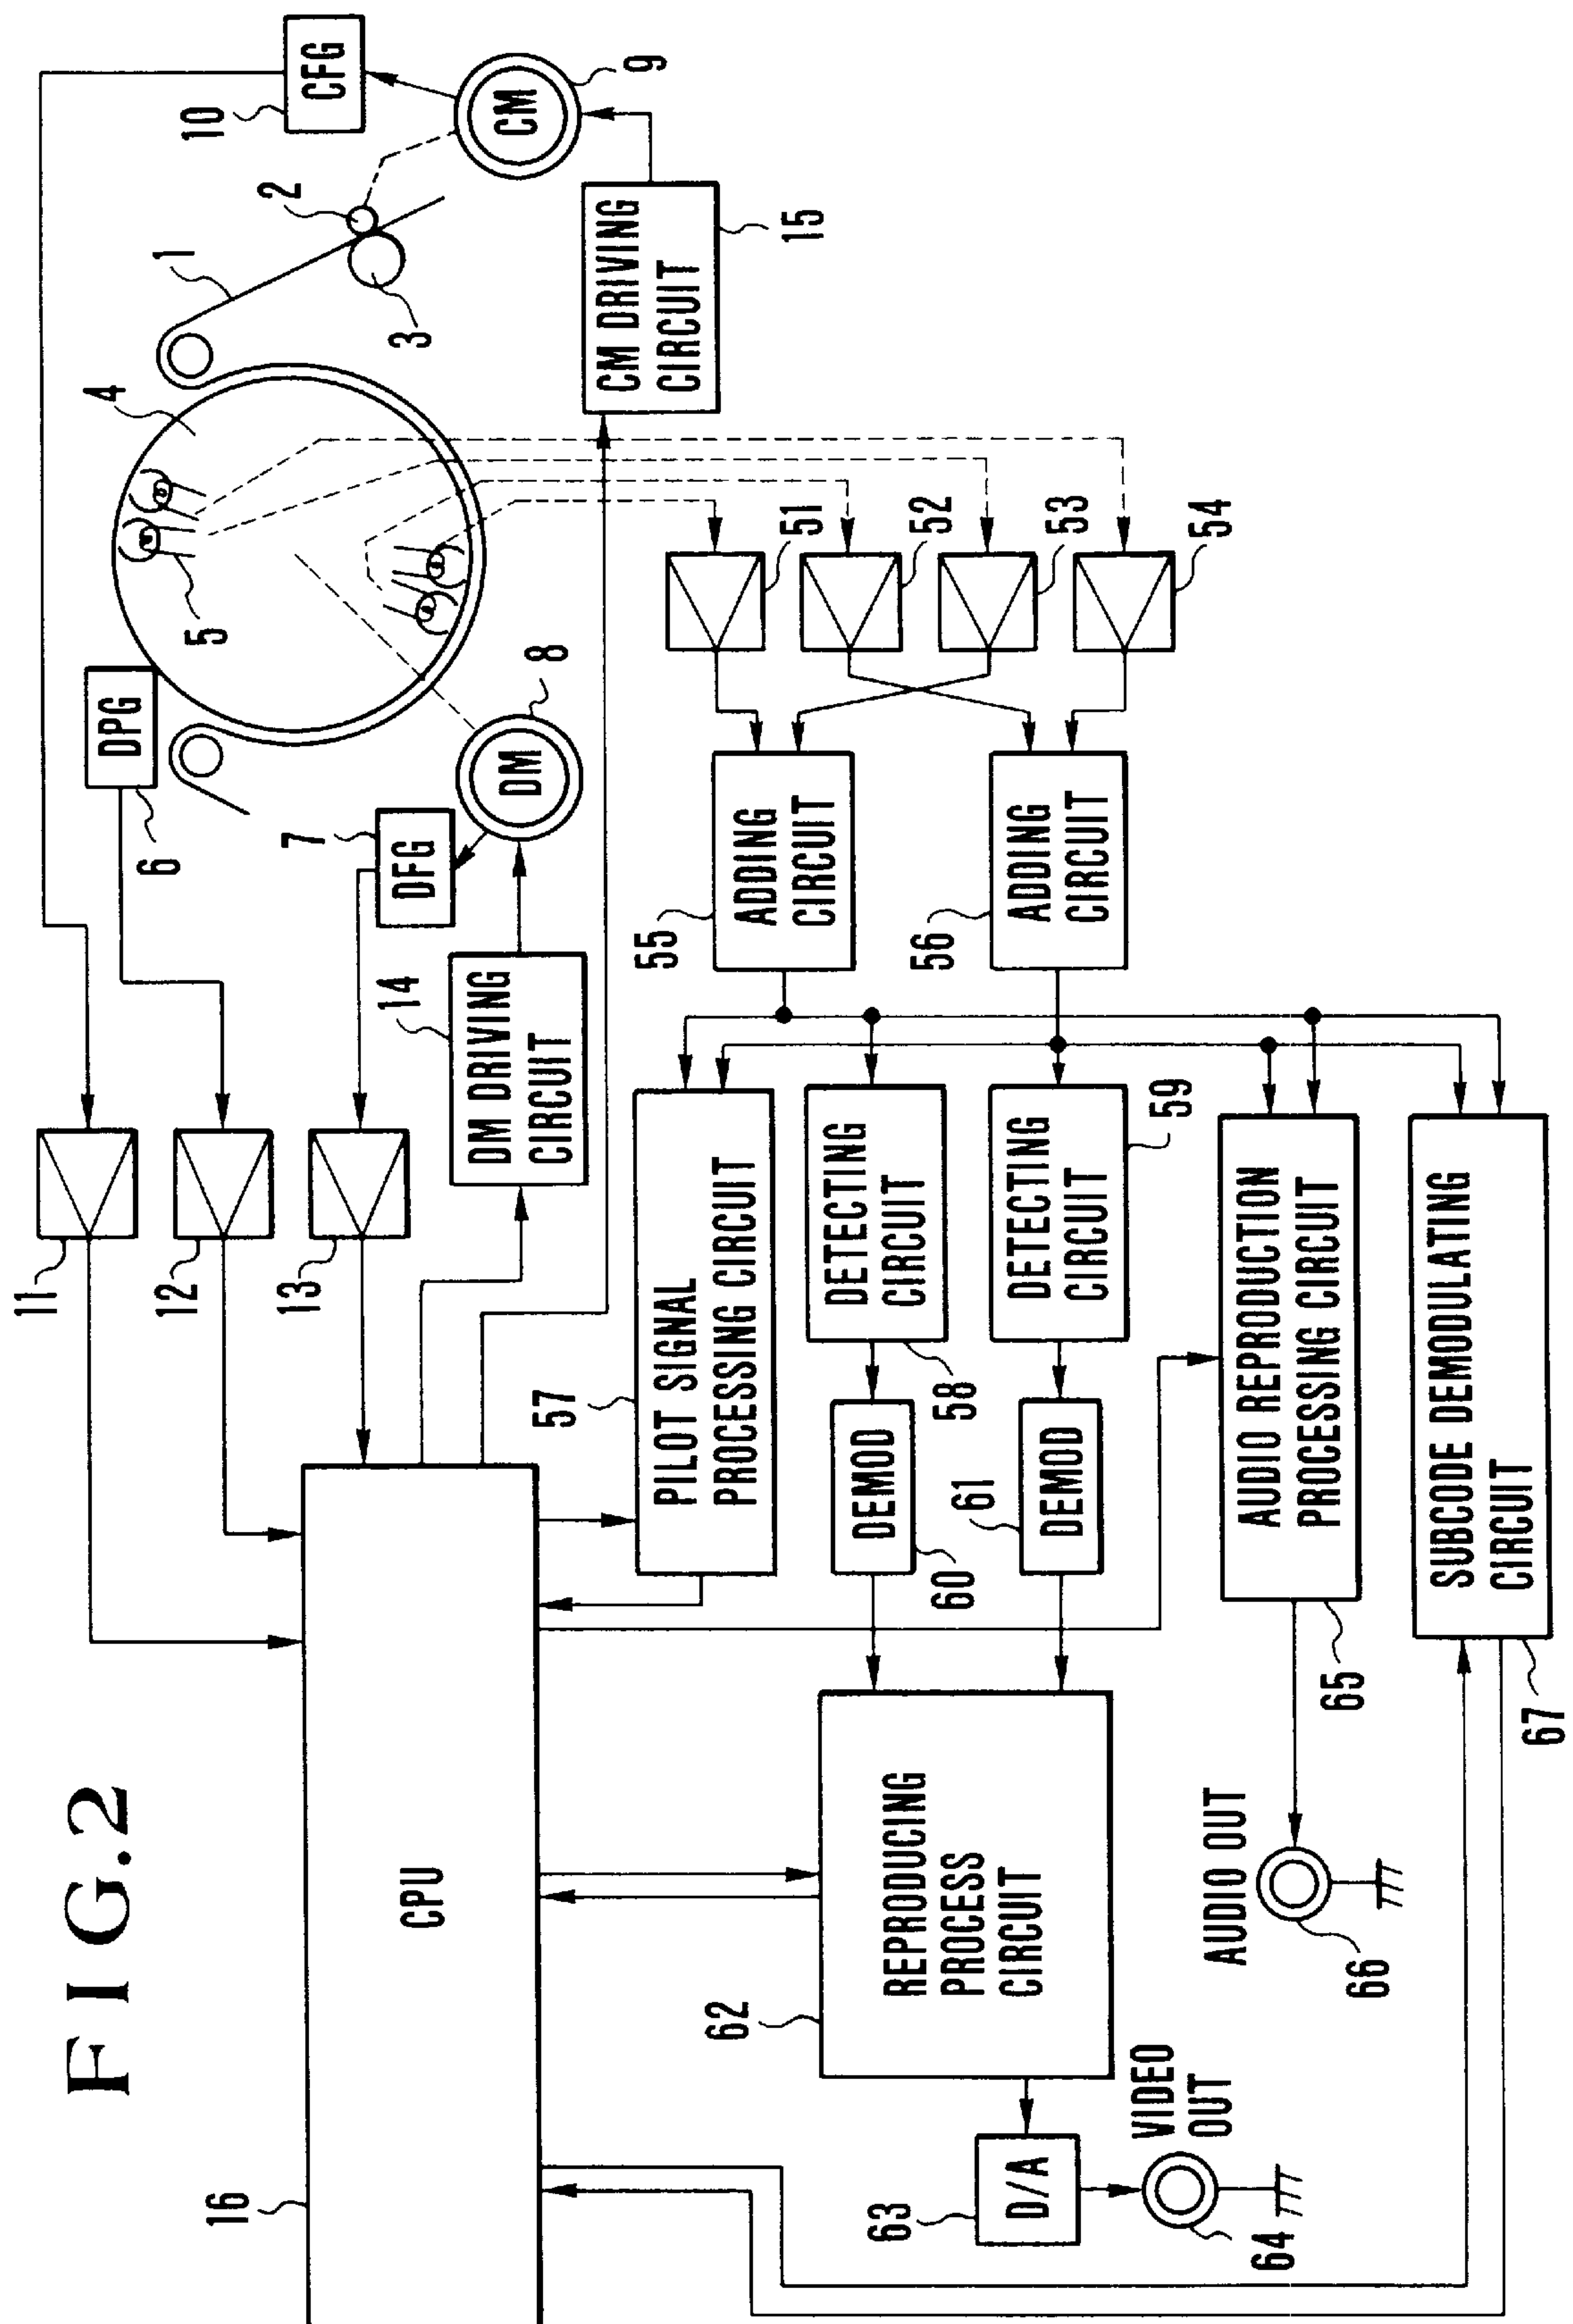 FIG.2
16
CPU
11
12
13
10
CFG
9
CM
2
1
3
4
5
DPG
6
7
DFG
8
DM
14
DM DRIVING
CIRCUIT
CM DRIVING
CIRCUIT
15
51
52
53
54
55
ADDING
CIRCUIT
56
ADDING
CIRCUIT
57
PILOT SIGNAL
PROCESSING CIRCUIT
DETECTING
CIRCUIT
58
DETECTING
CIRCUIT
59
DEMOD
60
61
DEMOD
62
REPRODUCING
PROCESS
CIRCUIT
63
D/A
VIDEO
OUT
64
AUDIO REPRODUCTION
PROCESSING CIRCUIT
65
AUDIO OUT
66
SUBCODE DEMODULATING
CIRCUIT
67